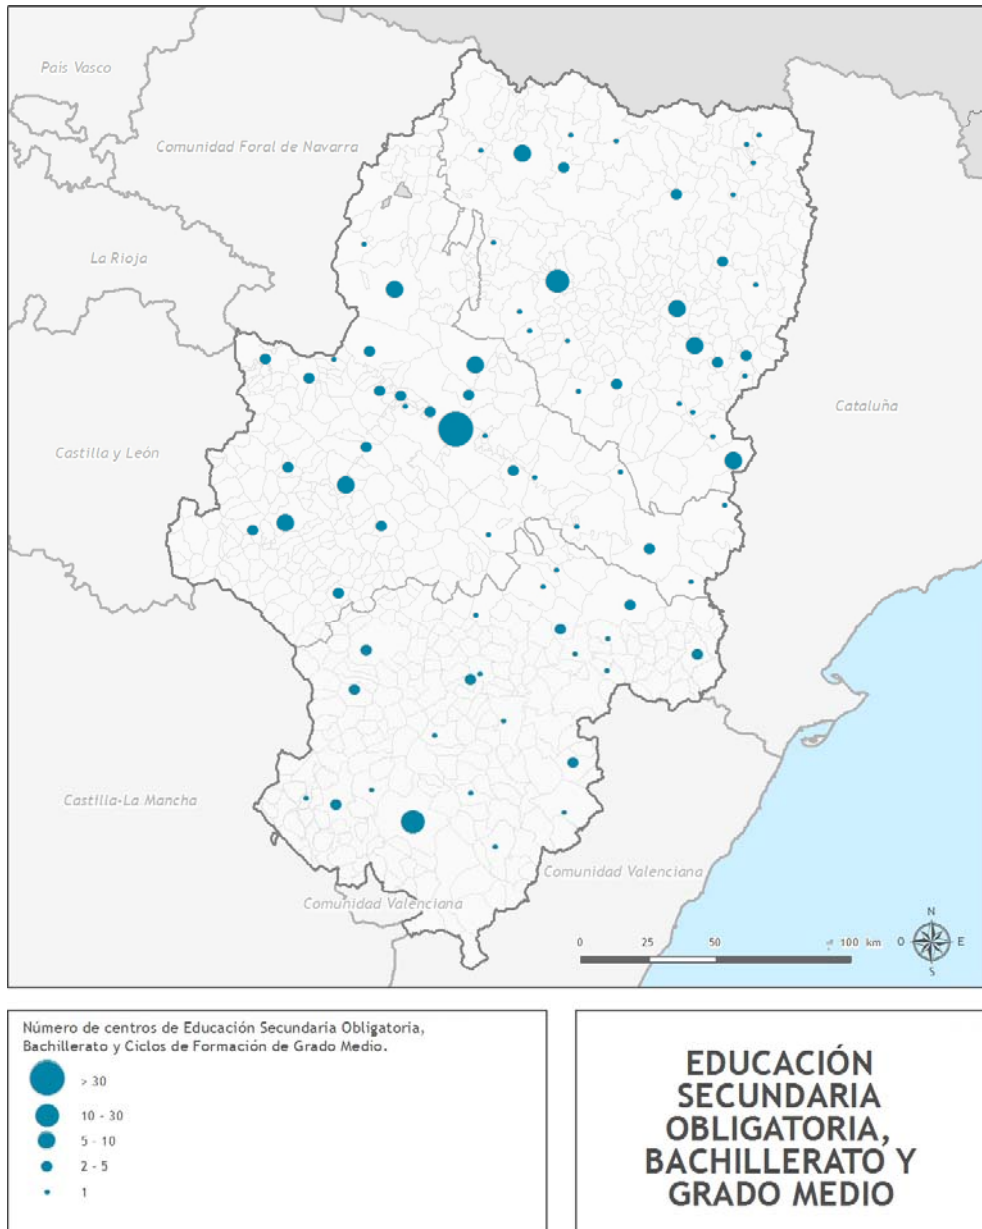 País Vasco
Comunidad Foral de Navarra
La Rioja
Cataluña
Castilla y León
Castilla-La Mancha
Comunidad Valenciana
Comunidad Valenciana
N
O
E
S
0 25 50 100 km
Número de centros de Educación Secundaria Obligatoria,
Bachillerato y Ciclos de Formación de Grado Medio.
> 30
10 - 30
5 - 10
2 - 5
1
EDUCACIÓN
SECUNDARIA
OBLIGATORIA,
BACHILLERATO Y
GRADO MEDIO